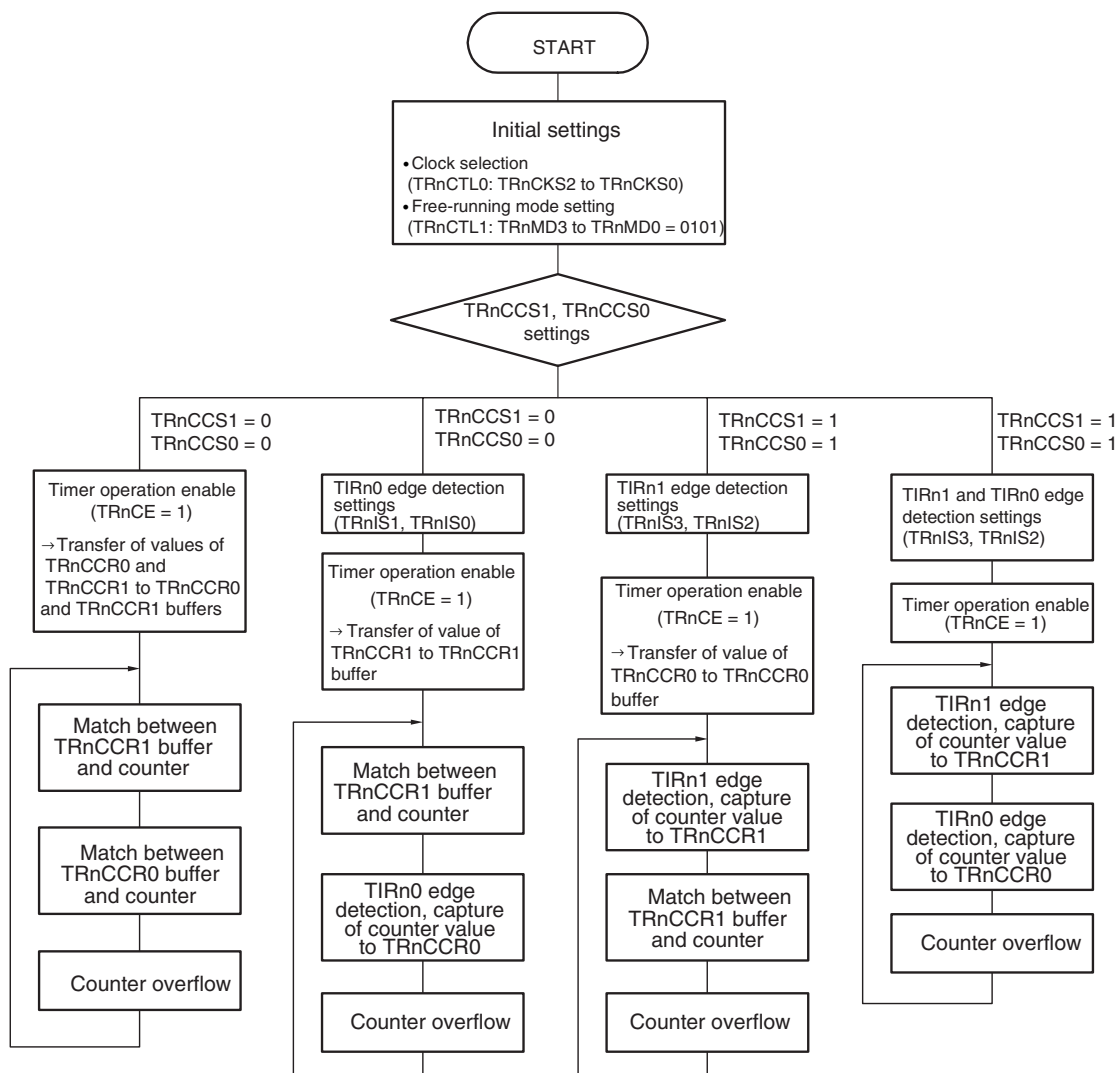 START
Initial settings
• Clock selection
(TRnCTL0: TRnCKS2 to TRnCKS0)
• Free-running mode setting
(TRnCTL1: TRnMD3 to TRnMD0 = 0101)
TRnCCS1, TRnCCS0
settings
TRnCCS1 = 0
TRnCCS0 = 0
Timer operation enable
(TRnCE = 1)
→ Transfer of values of
TRnCCR0 and
TRnCCR1 to TRnCCR0
and TRnCCR1 buffers
Match between
TRnCCR1 buffer
and counter
Match between
TRnCCR0 buffer
and counter
Counter overflow
TRnCCS1 = 0
TRnCCS0 = 0
TIRn0 edge detection
settings
(TRnIS1, TRnIS0)
Timer operation enable
(TRnCE = 1)
→ Transfer of value of
TRnCCR1 to TRnCCR1
buffer
Match between
TRnCCR1 buffer
and counter
TIRn0 edge
detection, capture
of counter value
to TRnCCR0
Counter overflow
TRnCCS1 = 1
TRnCCS0 = 1
TIRn1 edge detection
settings
(TRnIS3, TRnIS2)
Timer operation enable
(TRnCE = 1)
→ Transfer of value of
TRnCCR0 to TRnCCR0
buffer
TIRn1 edge
detection, capture
of counter value
to TRnCCR1
Match between
TRnCCR1 buffer
and counter
Counter overflow
TRnCCS1 = 1
TRnCCS0 = 1
TIRn1 and TIRn0 edge
detection settings
(TRnIS3, TRnIS2)
Timer operation enable
(TRnCE = 1)
TIRn1 edge
detection, capture
of counter value
to TRnCCR1
TIRn0 edge
detection, capture
of counter value
to TRnCCR0
Counter overflow